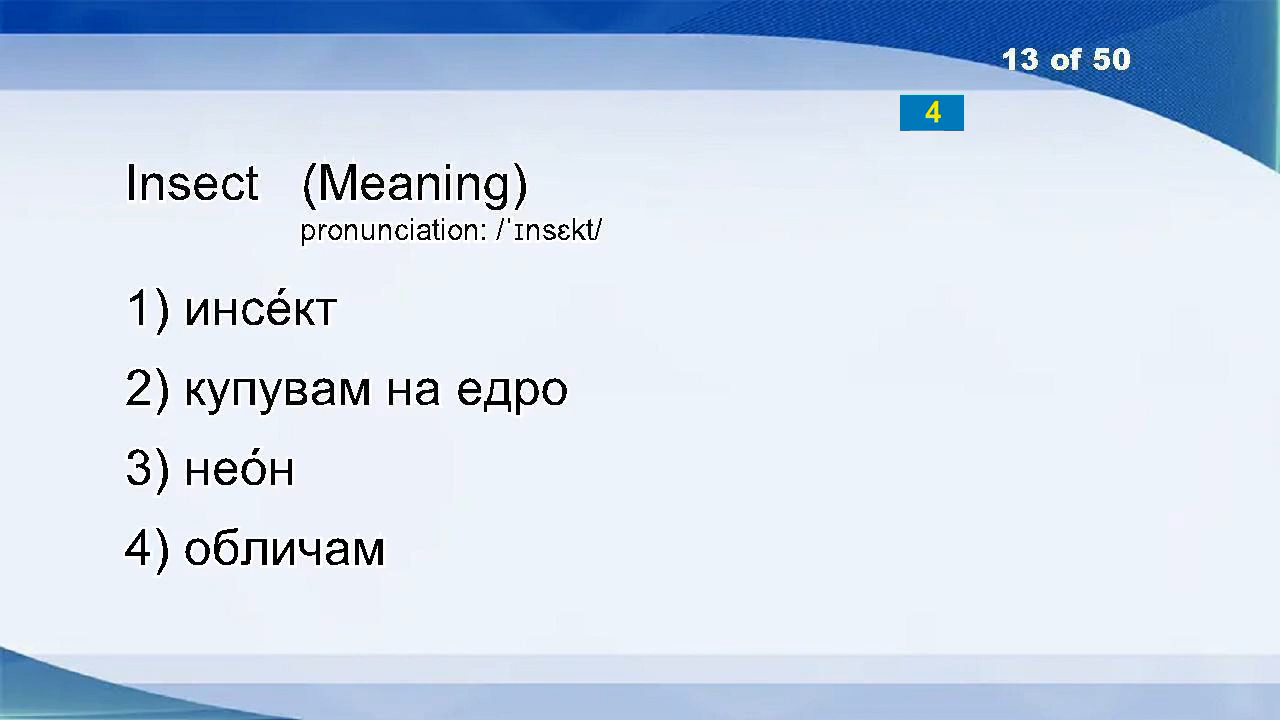 13 of 50
4
Insect (Meaning)
pronunciation: /ˈɪnsɛkt/
1) инсе́кт
2) купувам на едро
3) нео́н
4) обличам